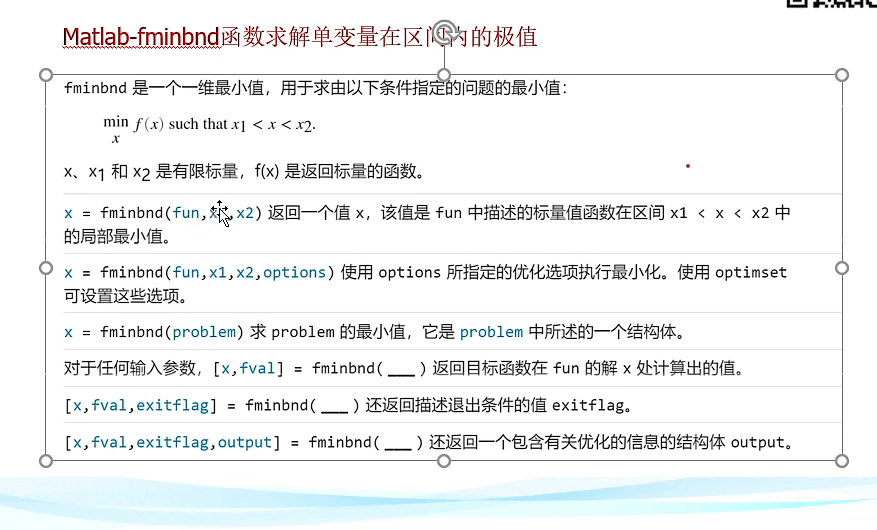 Matlab-fminbnd函数求解单变量在区间内的极值
fminbnd 是一个一维最小值，用于求由以下条件指定的问题的最小值：
min f(x) such that x1 < x < x2.
x
x、x1 和 x2 是有限标量，f(x) 是返回标量的函数。
x = fminbnd(fun,x1,x2) 返回一个值 x，该值是 fun 中描述的标量值函数在区间 x1 < x < x2 中
的局部最小值。
x = fminbnd(fun,x1,x2,options) 使用 options 所指定的优化选项执行最小化。使用 optimset
可设置这些选项。
x = fminbnd(problem) 求 problem 的最小值，它是 problem 中所述的一个结构体。
对于任何输入参数，[x,fval] = fminbnd( ___ ) 返回目标函数在 fun 的解 x 处计算出的值。
[x,fval,exitflag] = fminbnd( ___ ) 还返回描述退出条件的值 exitflag。
[x,fval,exitflag,output] = fminbnd( ___ ) 还返回一个包含有关优化的信息的结构体 output。